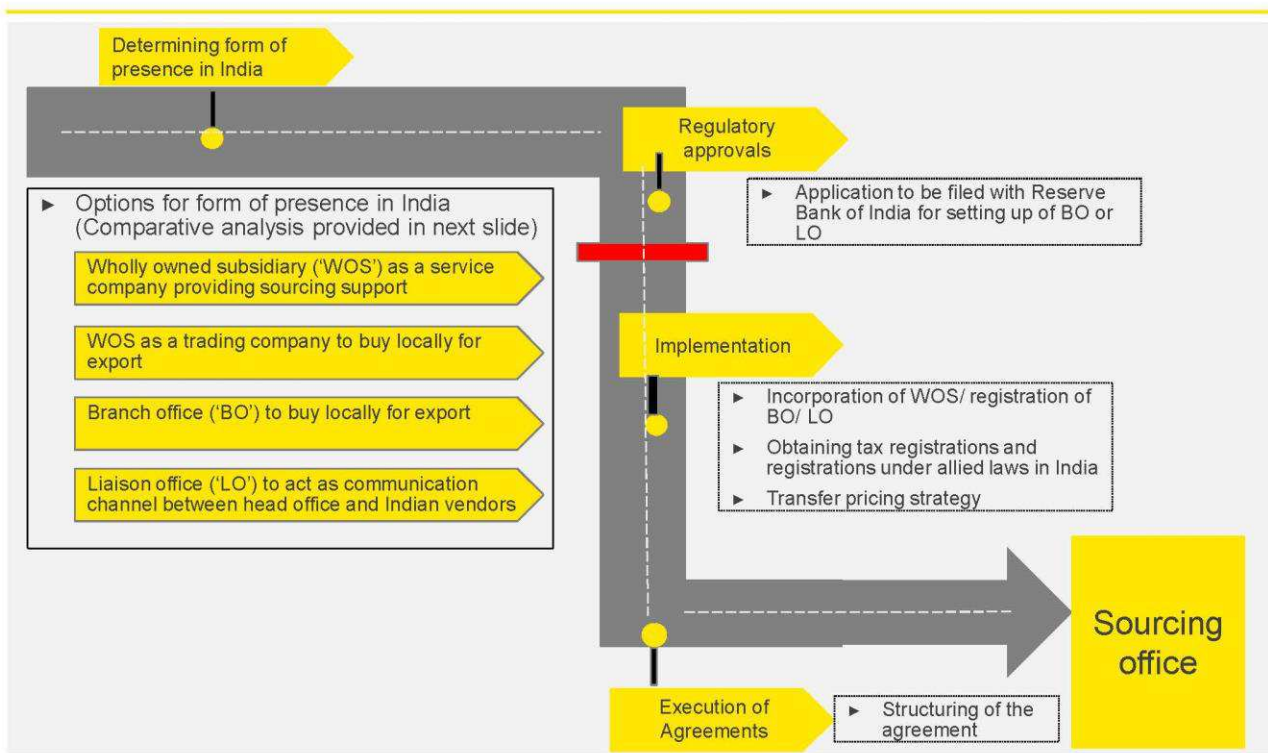 Determining form of
presence in India
Regulatory
approvals
► Application to be filed with Reserve
Bank of India for setting up of BO or
LO
► Options for form of presence in India
(Comparative analysis provided in next slide)
Wholly owned subsidiary (‘WOS’) as a service
company providing sourcing support
WOS as a trading company to buy locally for
export
Branch office (‘BO’) to buy locally for export
Liaison office (‘LO’) to act as communication
channel between head office and Indian vendors
Implementation
► Incorporation of WOS/ registration of
BO/ LO
► Obtaining tax registrations and
registrations under allied laws in India
► Transfer pricing strategy
Sourcing
office
Execution of
Agreements
► Structuring of the
agreement